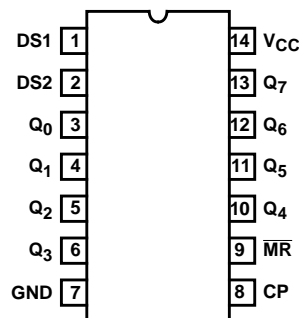 DS1 1 14 VCC
DS2 2 13 Q7
Q0 3 12 Q6
Q1 4 11 Q5
Q2 5 10 Q4
Q3 6 9 M̅R̅
GND 7 8 CP